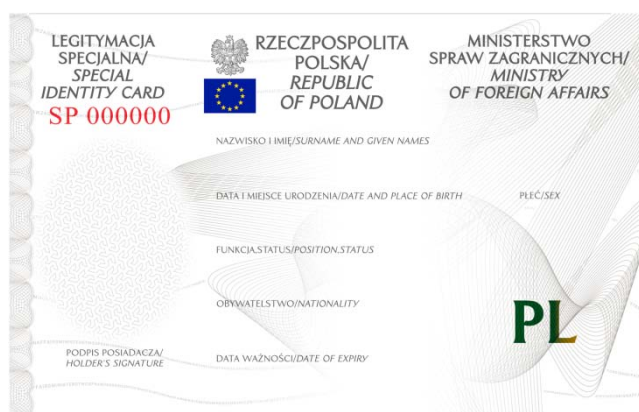 LEGITYMACJA
SPECJALNA/
SPECIAL
IDENTITY CARD
SP 000000
RZECZPOSPOLITA
POLSKA/
REPUBLIC
OF POLAND
MINISTERSTWO
SPRAW ZAGRANICZNYCH/
MINISTRY
OF FOREIGN AFFAIRS
NAZWISKO I IMIĘ/SURNAME AND GIVEN NAMES
DATA I MIEJSCE URODZENIA/DATE AND PLACE OF BIRTH
PŁEĆ/SEX
FUNKCJA,STATUS/POSITION,STATUS
OBYWATELSTWO/NATIONALITY
PL
PODPIS POSIADACZA/
HOLDER'S SIGNATURE
DATA WAŻNOŚCI/DATE OF EXPIRY